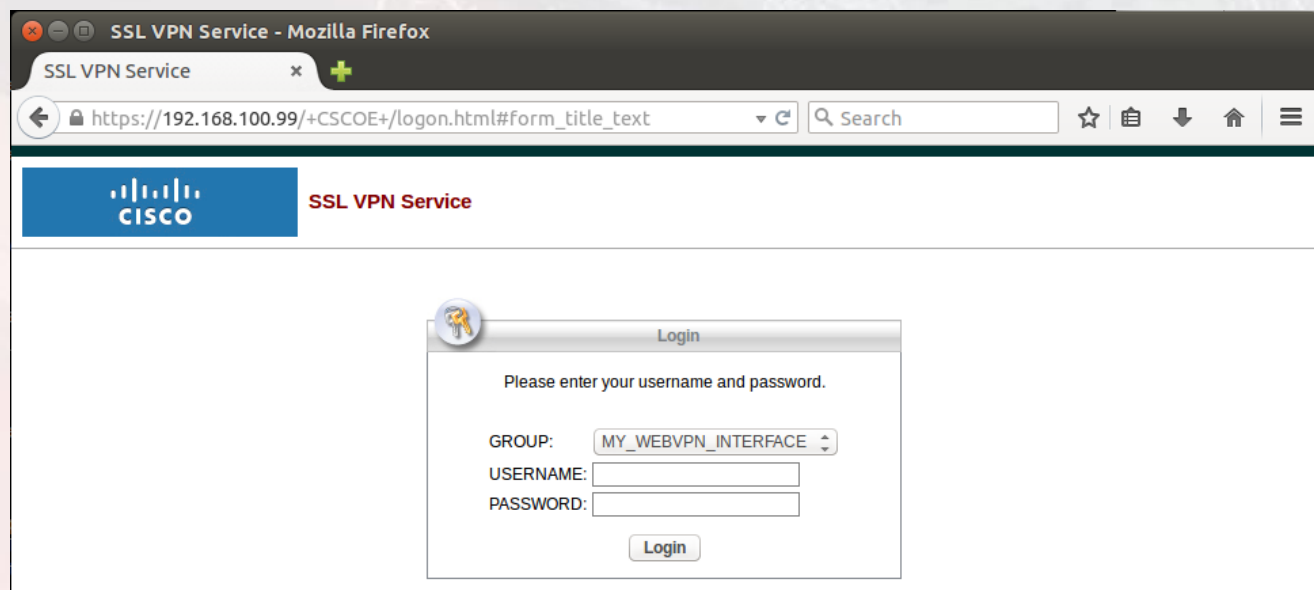 SSL VPN Service - Mozilla Firefox
SSL VPN Service
https://192.168.100.99/+CSCOE+/logon.html#form_title_text
Search
CISCO
SSL VPN Service
Login
Please enter your username and password.
GROUP: MY_WEBVPN_INTERFACE
USERNAME:
PASSWORD:
Login